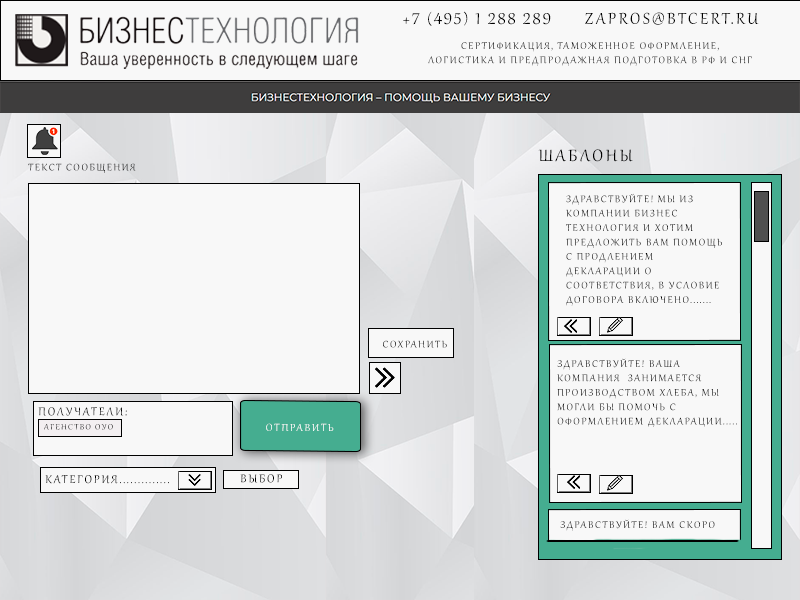 БИЗНЕСТЕХНОЛОГИЯ
Ваша уверенность в следующем шаге
+7 (495) 1 288 289 ZAPROS@BTCERT.RU
СЕРТИФИКАЦИЯ, ТАМОЖЕННОЕ ОФОРМЛЕНИЕ,
ЛОГИСТИКА И ПРЕДПРОДАЖНАЯ ПОДГОТОВКА В РФ И СНГ
БИЗНЕСТЕХНОЛОГИЯ – ПОМОЩЬ ВАШЕМУ БИЗНЕСУ
1
ТЕКСТ СООБЩЕНИЯ
СОХРАНИТЬ
ПОЛУЧАТЕЛИ:
АГЕНСТВО ОУО
ОТПРАВИТЬ
КАТЕГОРИЯ..............
ВЫБОР
ШАБЛОНЫ
ЗДРАВСТВУЙТЕ! МЫ ИЗ
КОМПАНИИ БИЗНЕС
ТЕХНОЛОГИЯ И ХОТИМ
ПРЕДЛОЖИТЬ ВАМ ПОМОЩЬ
С ПРОДЛЕНИЕМ
ДЕКЛАРАЦИИ О
СООТВЕТСТВИЯ, В УСЛОВИЕ
ДОГОВОРА ВКЛЮЧЕНО.......
ЗДРАВСТВУЙТЕ! ВАША
КОМПАНИЯ ЗАНИМАЕТСЯ
ПРОИЗВОДСТВОМ ХЛЕБА, МЫ
МОГЛИ БЫ ПОМОЧЬ С
ОФОРМЛЕНИЕМ ДЕКЛАРАЦИИ.....
ЗДРАВСТВУЙТЕ! ВАМ СКОРО